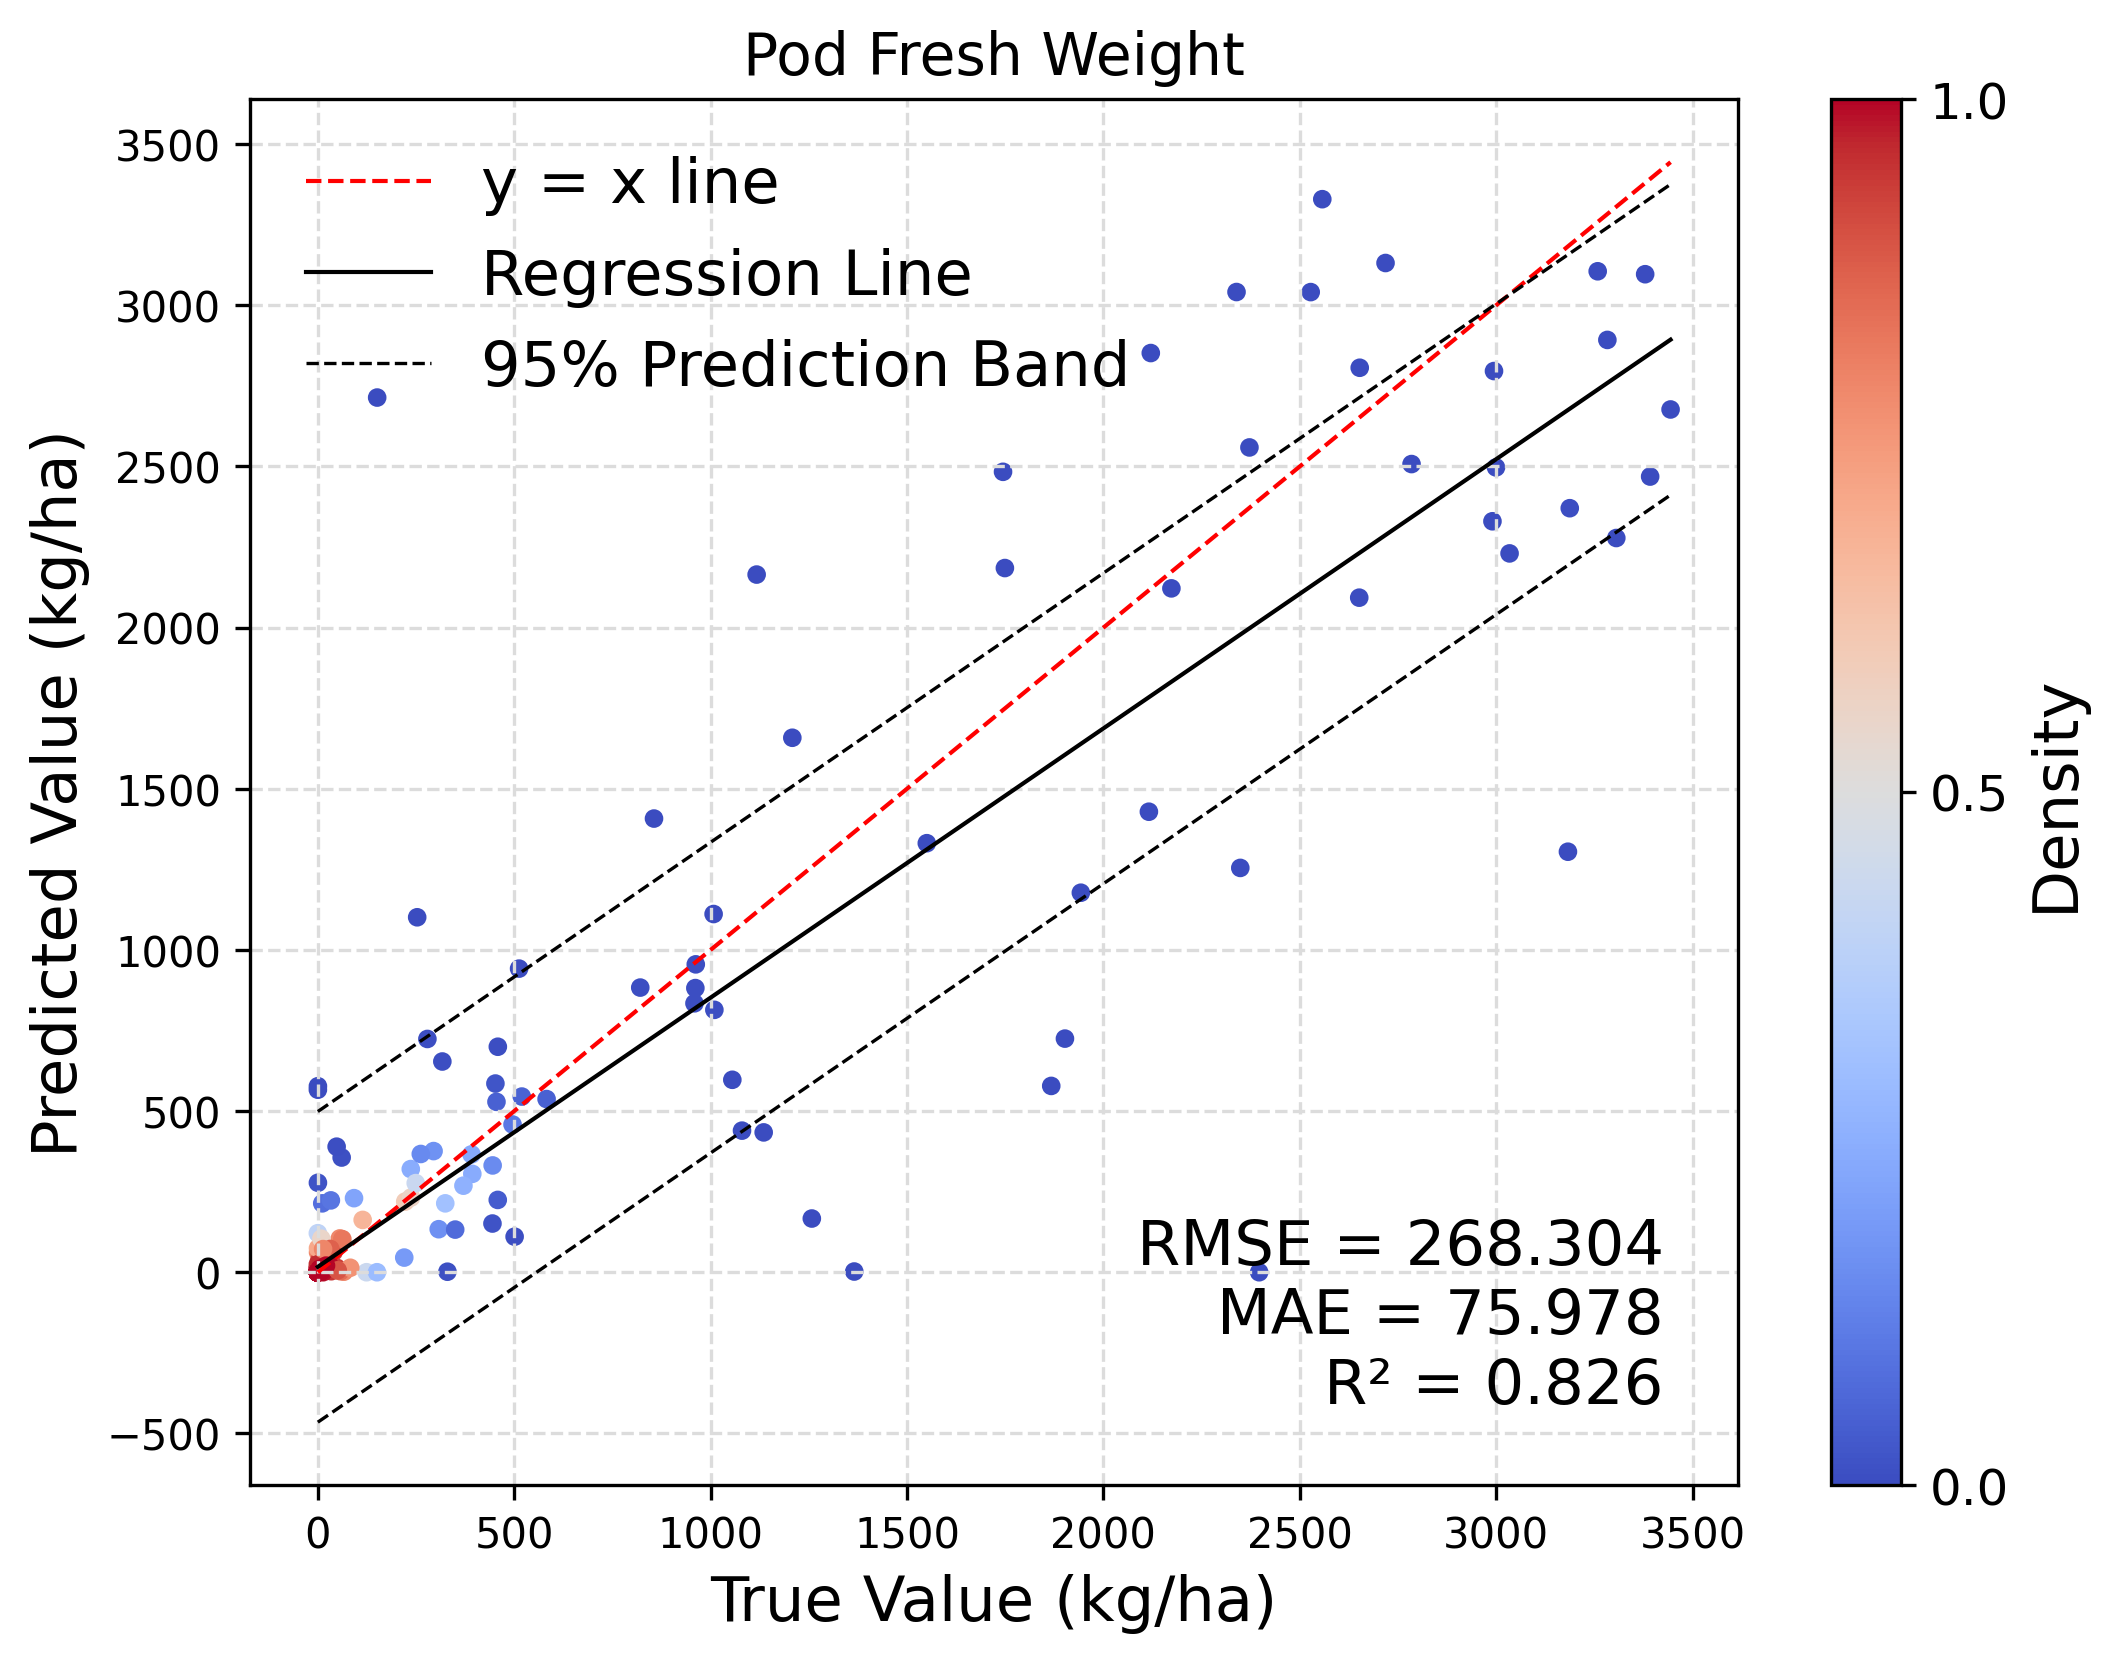 Pod Fresh Weight
3500
3000
2500
2000
1500
1000
500
0
−500
Predicted Value (kg/ha)
y = x line
Regression Line
95% Prediction Band
RMSE = 268.304
MAE = 75.978
R² = 0.826
0
500
1000
1500
2000
2500
3000
3500
True Value (kg/ha)
1.0
0.5
0.0
Density